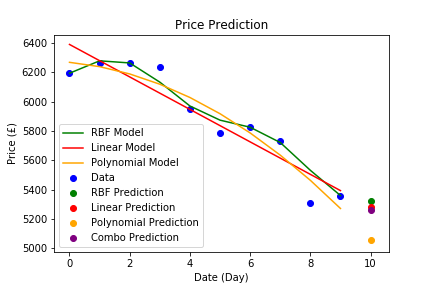 Price Prediction
6400
6200
6000
5800
5600
5400
5200
5000
Price (£)
RBF Model
Linear Model
Polynomial Model
Data
RBF Prediction
Linear Prediction
Polynomial Prediction
Combo Prediction
0 2 4 6 8 10
Date (Day)